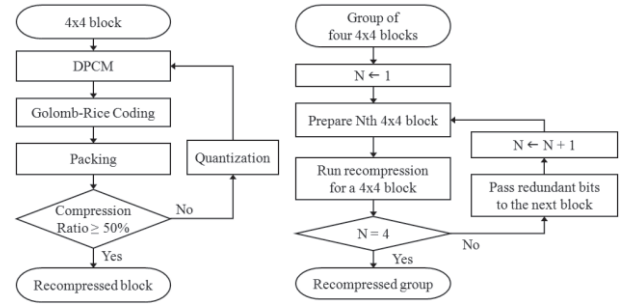 4x4 block
DPCM
Golomb-Rice Coding
Packing
Quantization
Compression
Ratio ≥ 50%
No
Yes
Recompressed block
Group of
four 4x4 blocks
N ← 1
Prepare Nth 4x4 block
N ← N + 1
Run recompression
for a 4x4 block
Pass redundant bits
to the next block
N = 4
No
Yes
Recompressed group